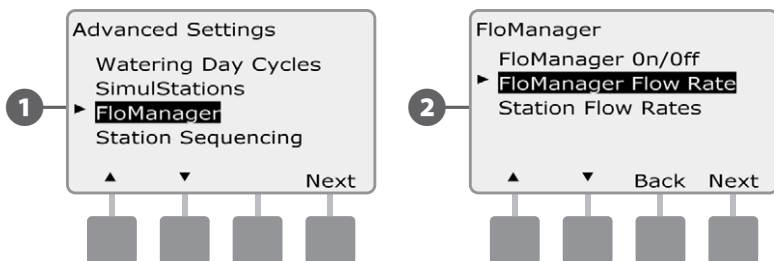 1
Advanced Settings
Watering Day Cycles
SimulStations
► FloManager
Station Sequencing
▲ ▼ Next
2
FloManager
FloManager On/Off
► FloManager Flow Rate
Station Flow Rates
▲ ▼ Back Next